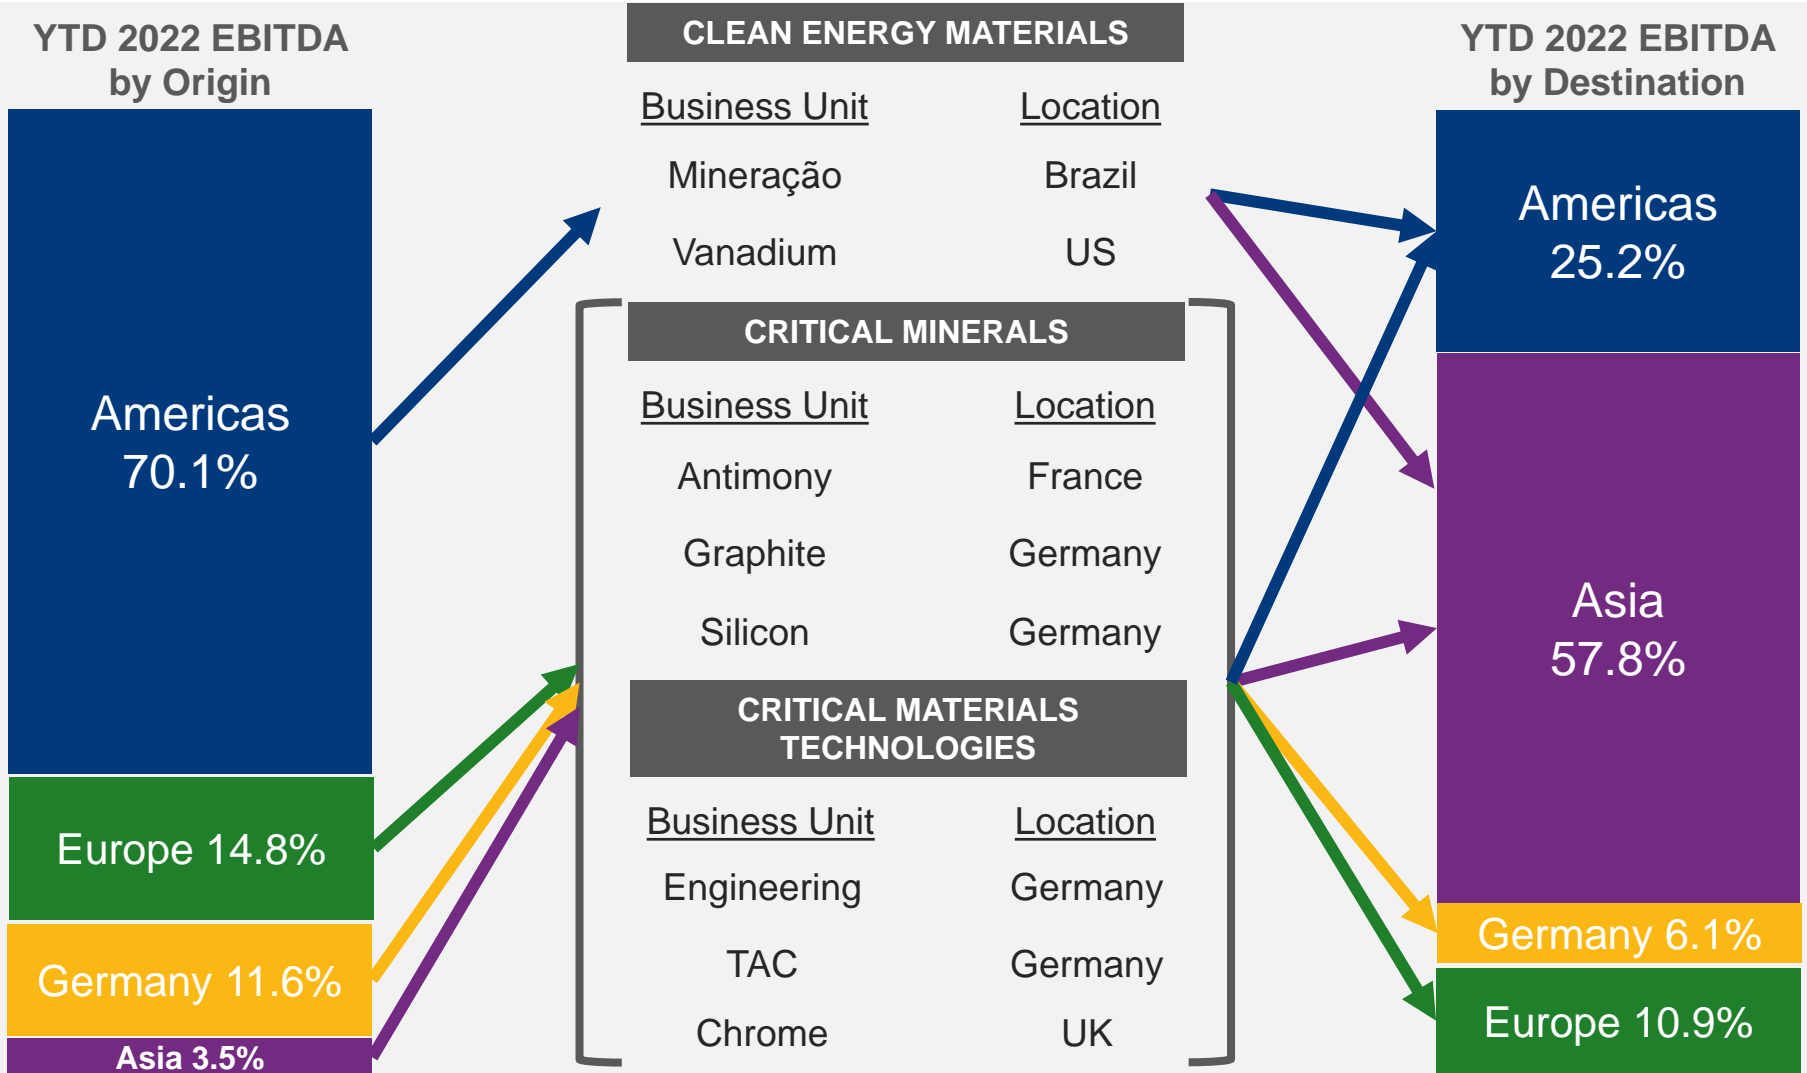 YTD 2022 EBITDA
by Origin
Americas
70.1%
Europe 14.8%
Germany 11.6%
Asia 3.5%
CLEAN ENERGY MATERIALS
Business Unit Location
Mineração Brazil
Vanadium US
CRITICAL MINERALS
Business Unit Location
Antimony France
Graphite Germany
Silicon Germany
CRITICAL MATERIALS
TECHNOLOGIES
Business Unit Location
Engineering Germany
TAC Germany
Chrome UK
YTD 2022 EBITDA
by Destination
Americas
25.2%
Asia
57.8%
Germany 6.1%
Europe 10.9%